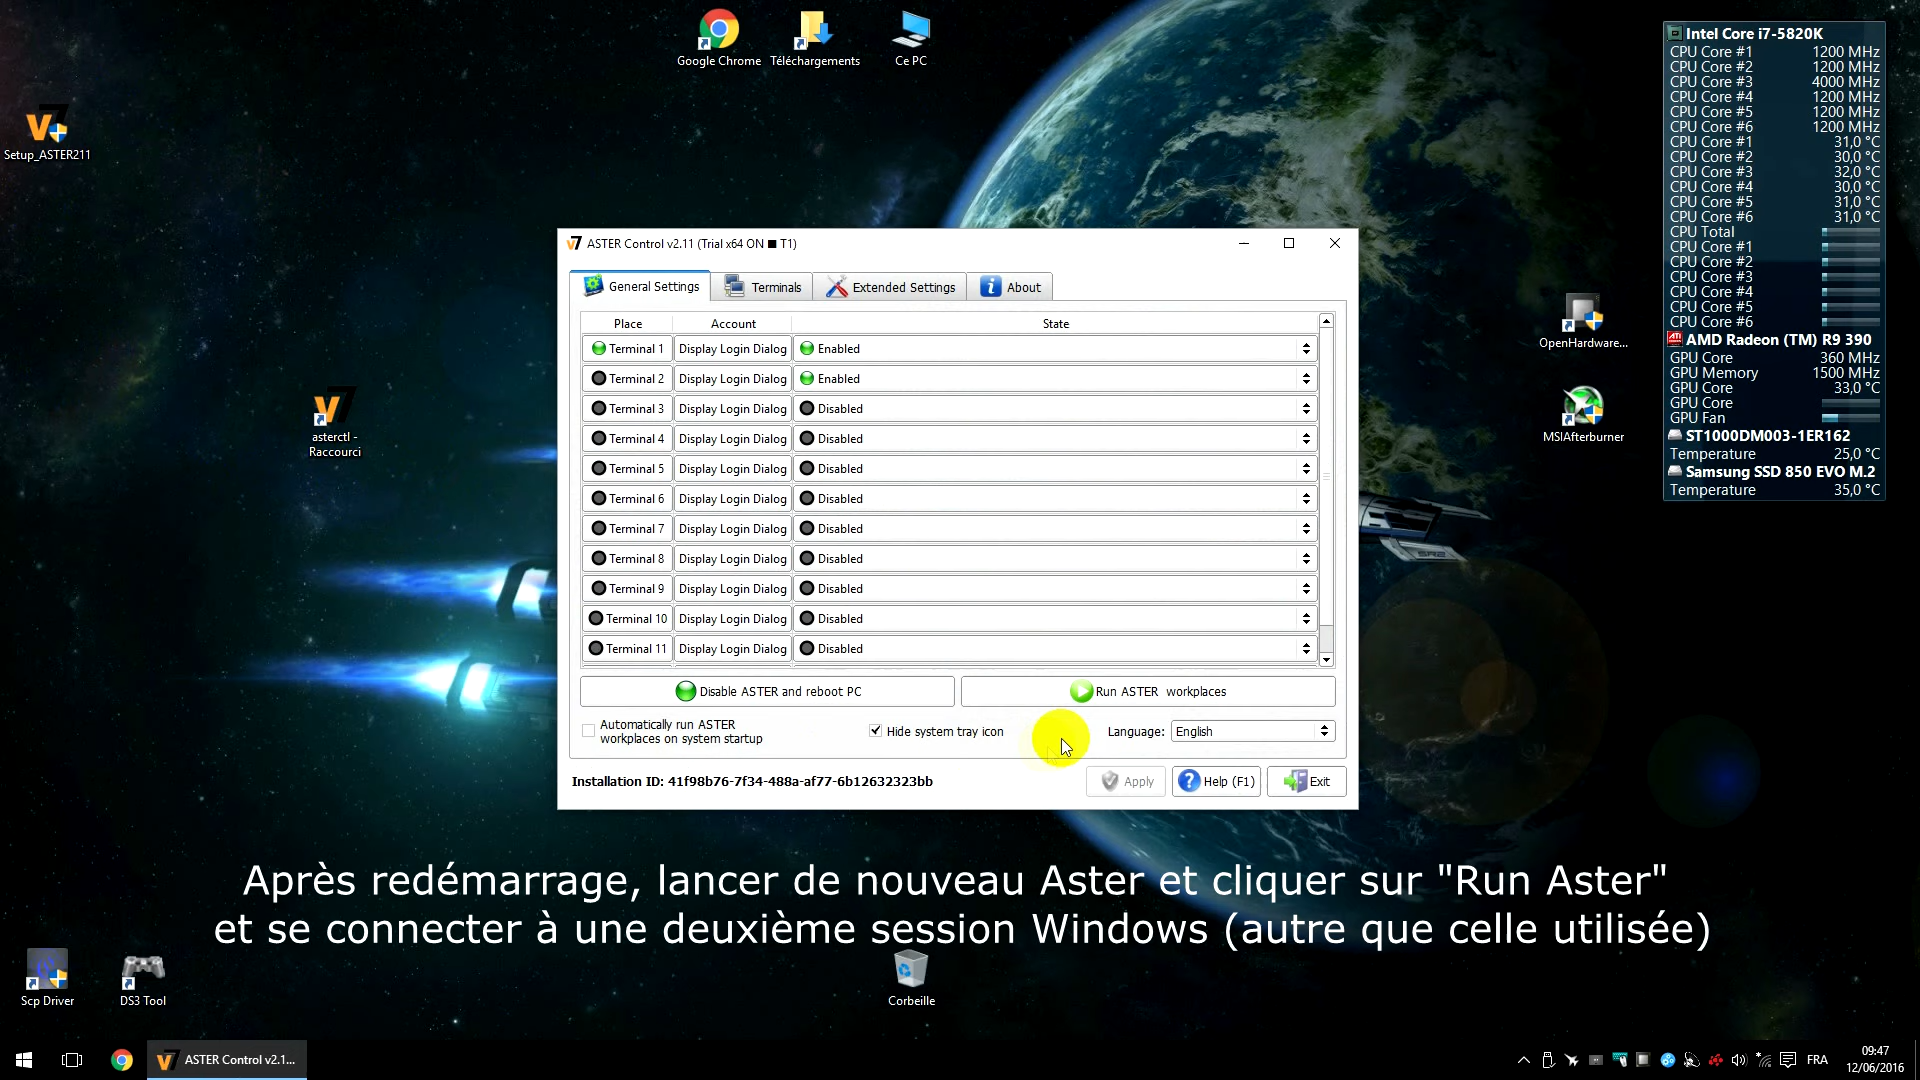 Google Chrome
Téléchargements
Ce PC
Setup_ASTER211
asterctl -
Raccourci
OpenHardware...
MSIAfterburner
Scp Driver
DS3 Tool
Corbeille
Intel Core i7-5820K
CPU Core #1 1200 MHz
CPU Core #2 1200 MHz
CPU Core #3 4000 MHz
CPU Core #4 1200 MHz
CPU Core #5 1200 MHz
CPU Core #6 1200 MHz
CPU Core #1 31,0 °C
CPU Core #2 30,0 °C
CPU Core #3 32,0 °C
CPU Core #4 30,0 °C
CPU Core #5 31,0 °C
CPU Core #6 31,0 °C
CPU Total
CPU Core #1
CPU Core #2
CPU Core #3
CPU Core #4
CPU Core #5
CPU Core #6
ATI AMD Radeon (TM) R9 390
GPU Core 360 MHz
GPU Memory 1500 MHz
GPU Core 33,0 °C
GPU Core
GPU Fan
ST1000DM003-1ER162
Temperature 25,0 °C
Samsung SSD 850 EVO M.2
Temperature 35,0 °C
ASTER Control v2.11 (Trial x64 ON ■ T1)
General Settings Terminals Extended Settings About
Place Account State
Terminal 1 Display Login Dialog Enabled
Terminal 2 Display Login Dialog Enabled
Terminal 3 Display Login Dialog Disabled
Terminal 4 Display Login Dialog Disabled
Terminal 5 Display Login Dialog Disabled
Terminal 6 Display Login Dialog Disabled
Terminal 7 Display Login Dialog Disabled
Terminal 8 Display Login Dialog Disabled
Terminal 9 Display Login Dialog Disabled
Terminal 10 Display Login Dialog Disabled
Terminal 11 Display Login Dialog Disabled
Disable ASTER and reboot PC Run ASTER workplaces
Automatically run ASTER
workplaces on system startup
Hide system tray icon
Language: English
Installation ID: 41f98b76-7f34-488a-af77-6b12632323bb
Apply Help (F1) Exit
SR2
Après redémarrage, lancer de nouveau Aster et cliquer sur "Run Aster"
et se connecter à une deuxième session Windows (autre que celle utilisée)
ASTER Control v2.1...
FRA
09:47
12/06/2016